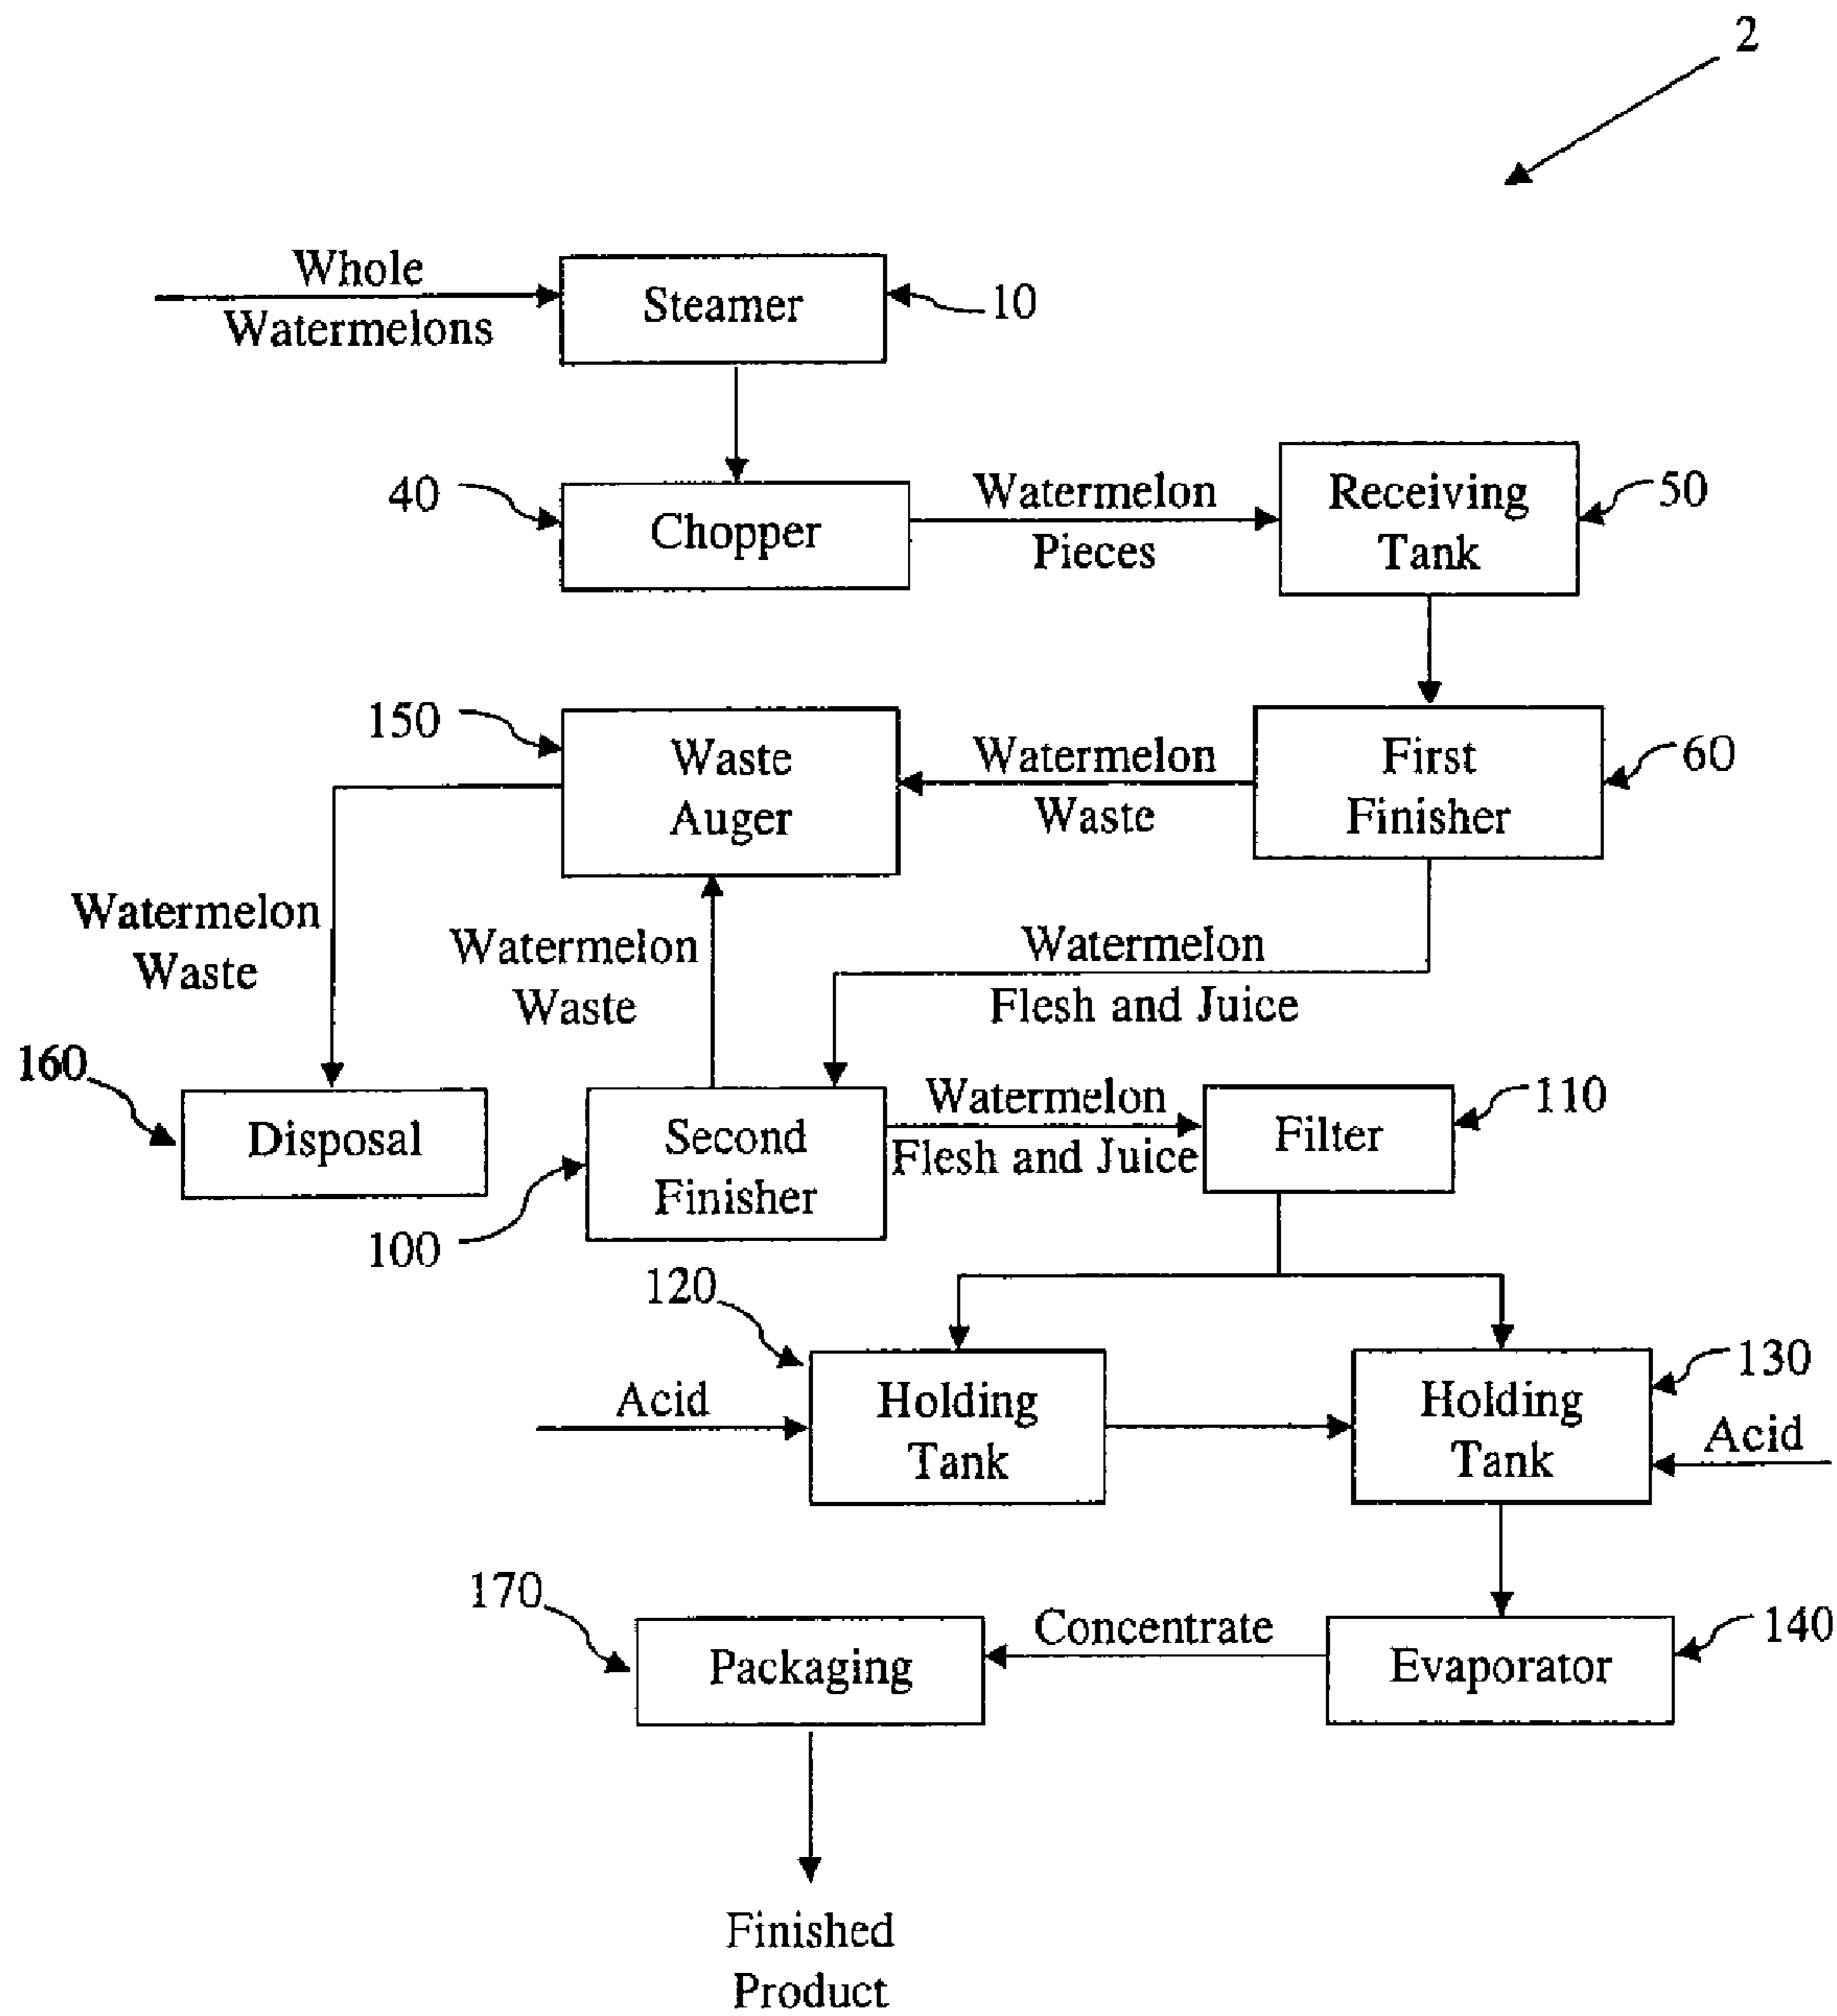 2
Whole
Watermelons
Steamer
10
40
Chopper
Watermelon
Pieces
Receiving
Tank
50
150
Waste
Auger
Watermelon
Waste
First
Finisher
60
Watermelon
Waste
Watermelon
Waste
Watermelon
Flesh and Juice
160
Disposal
100
Second
Finisher
Watermelon
Flesh and Juice
Filter
110
120
Acid
Holding
Tank
Holding
Tank
130
Acid
170
Packaging
Concentrate
Evaporator
140
Finished
Product